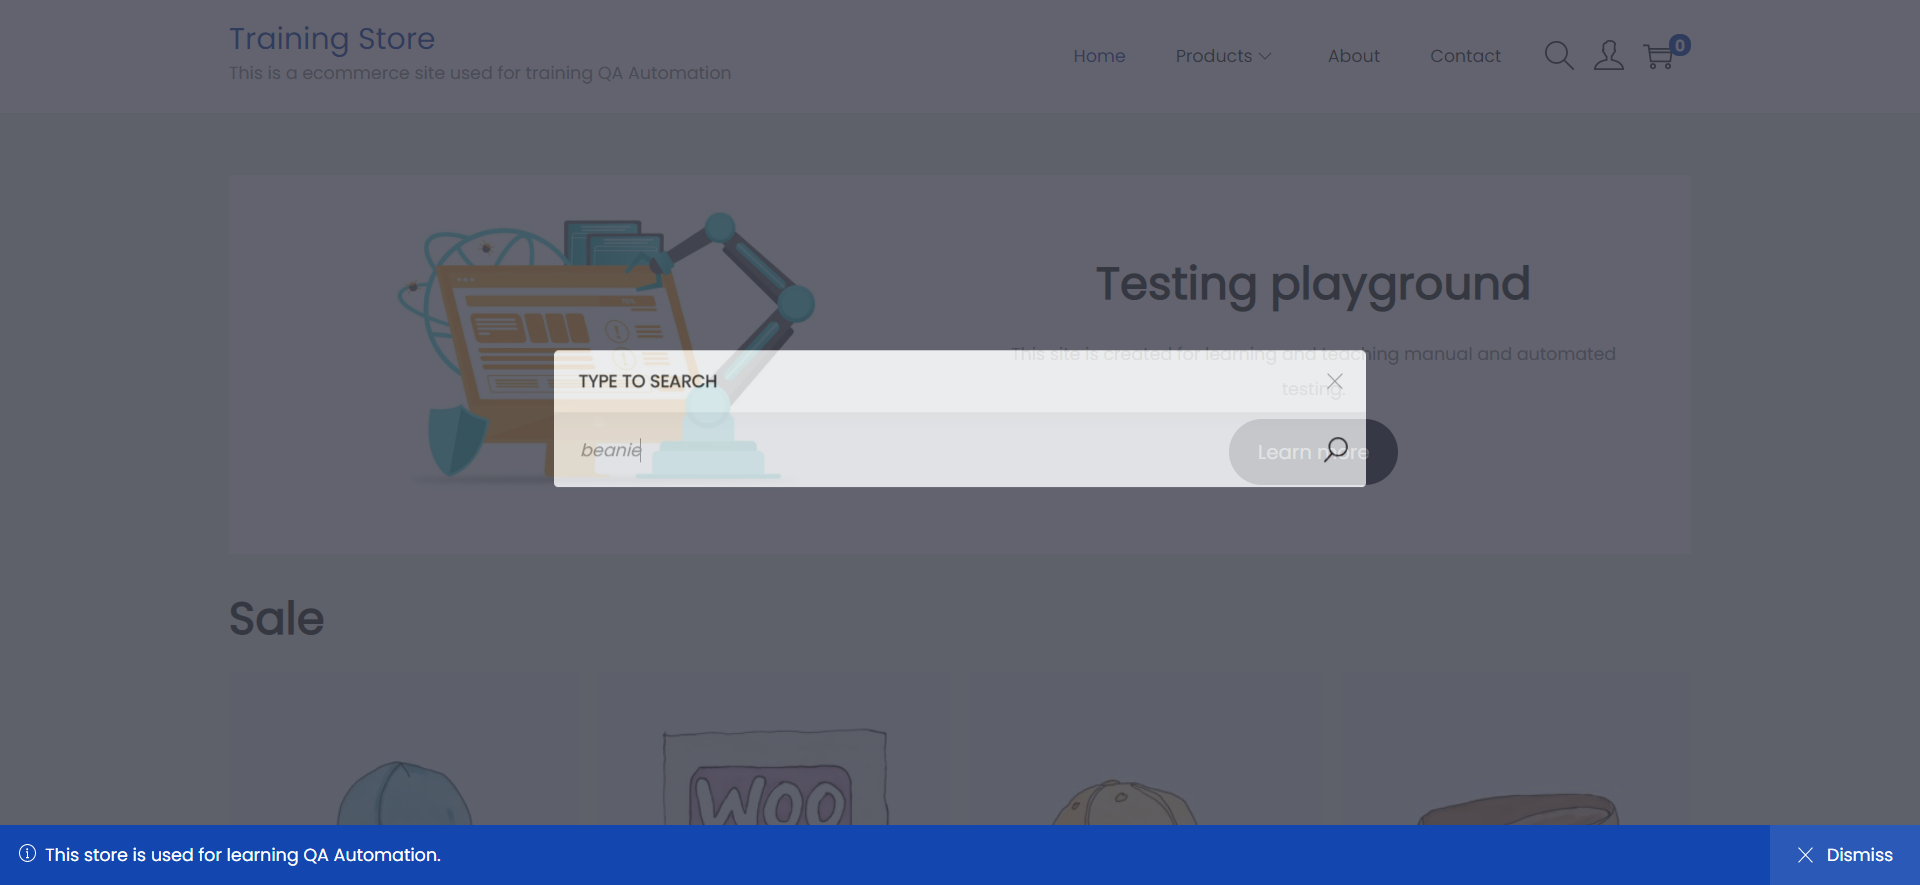 Training Store
This is a ecommerce site used for training QA Automation
Home
Products
About
Contact
0
Testing playground
This site is created for learning and teaching manual and automated
testing.
TYPE TO SEARCH
beanie
Learn more
Sale
WOO
This store is used for learning QA Automation.
Dismiss